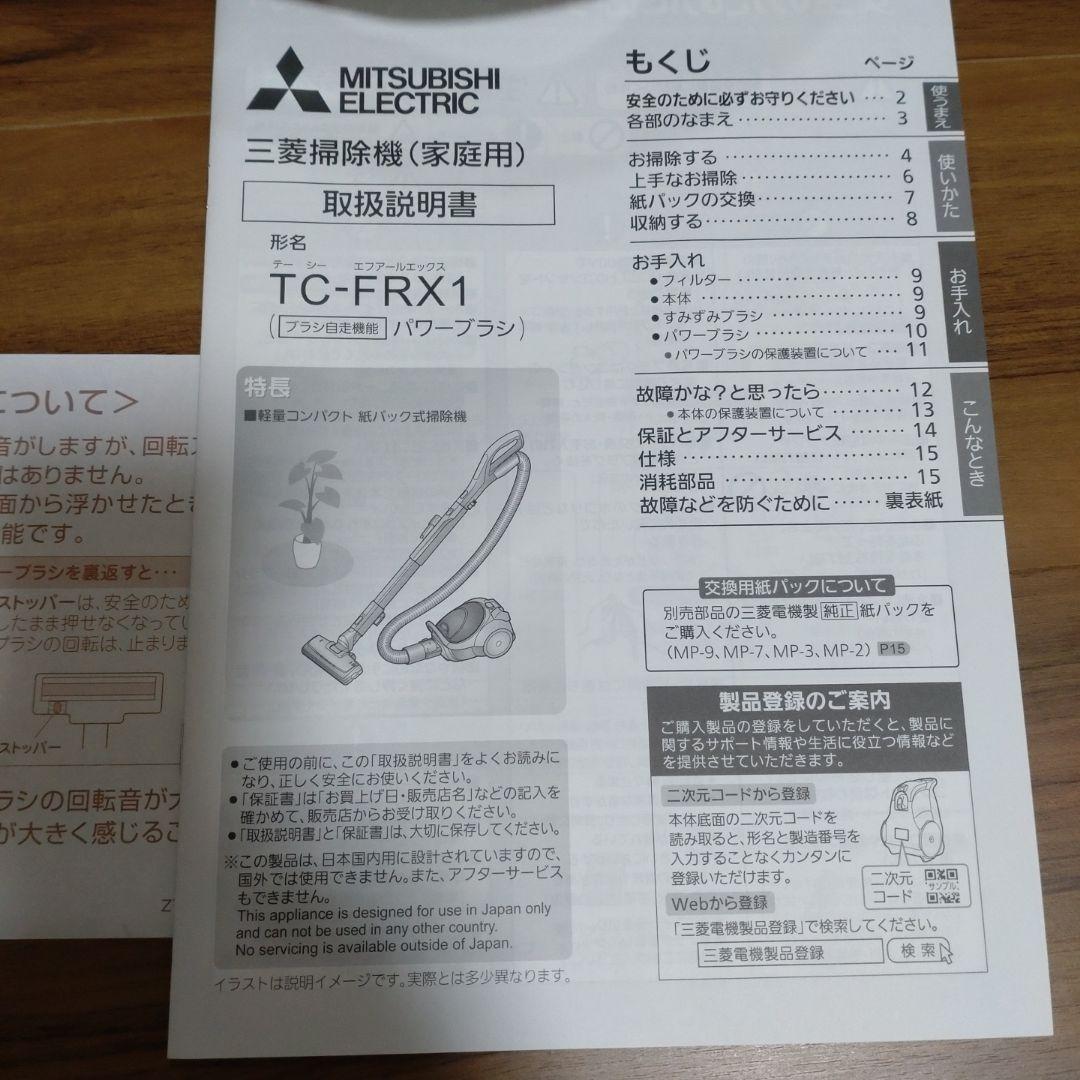 MITSUBISHI
ELECTRIC
三菱掃除機(家庭用)
取扱説明書
形名
テー シー エフアールエックス
TC-FRX1
(ブラシ自走機能 パワーブラシ)
特長
■軽量コンパクト 紙パック式掃除機
●ご使用の前に、この「取扱説明書」をよくお読みに
なり、正しく安全にお使いください。
●「保証書」は「お買上げ日・販売店名」などの記入を
確かめて、販売店からお受け取りください。
●「取扱説明書」と「保証書」は、大切に保存してください。
※この製品は、日本国内用に設計されていますので、
国外では使用できません。また、アフターサービス
もできません。
This appliance is designed for use in Japan only
and can not be used in any other country.
No servicing is available outside of Japan.
イラストは説明イメージです。実際とは多少異なります。
もくじ ページ
安全のために必ずお守りください … 2
各部のなまえ ………………… 3
使うまえ
お掃除する …………………… 4
上手なお掃除 ………………… 6
紙パックの交換 ……………… 7
収納する ……………………… 8
使いかた
お手入れ
●フィルター ………………… 9
●本体 ………………………… 9
●すみずみブラシ …………… 9
●パワーブラシ ……………… 10
●パワーブラシの保護装置について … 11
お手入れ
故障かな?と思ったら ………… 12
●本体の保護装置について ……… 13
保証とアフターサービス …… 14
仕様 …………………………… 15
消耗部品 ……………………… 15
故障などを防ぐために …… 裏表紙
こんなとき
交換用紙パックについて
別売部品の三菱電機製 純正 紙パックを
ご購入ください。
(MP-9、MP-7、MP-3、MP-2) P15
製品登録のご案内
ご購入製品の登録をしていただくと、製品に
関するサポート情報や生活に役立つ情報など
を提供させていただきます。
二次元コードから登録
本体底面の二次元コードを
読み取ると、形名と製造番号を
入力することなくカンタンに
登録いただけます。
二次元
コード
サンプル
Webから登録
「三菱電機製品登録」で検索してください。
三菱電機製品登録 検索
について>
音がしますが、回転
はありません。
面から浮かせたとき
能です。
ーブラシを裏返すと…
ストッパーは、安全のため
したまま押せなくなってい
ブラシの回転は、止まりま
ストッパー
ラシの回転音が
が大きく感じるこ